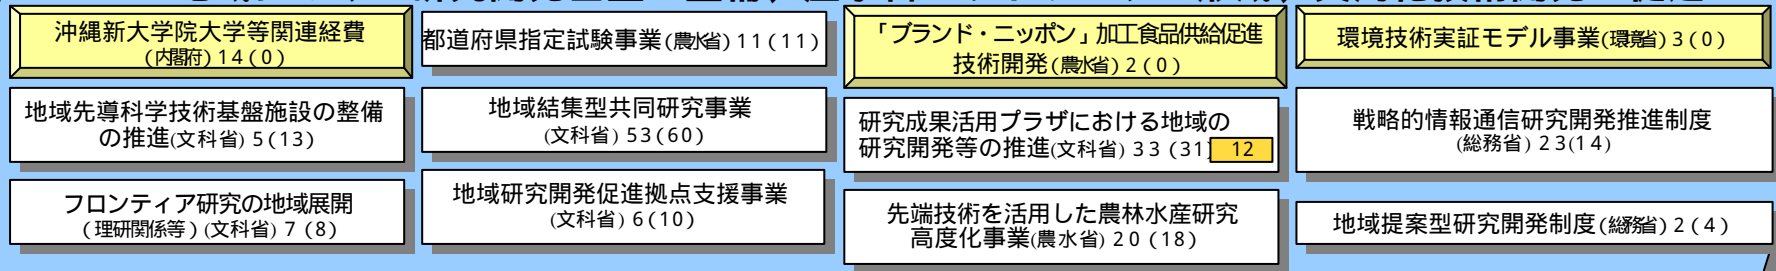 沖縄新大学院大学等関連経費
(内閣府) 14(0)
地域先導科学技術基盤施設の整備
の推進(文科省) 5(13)
フロンティア研究の地域展開
(理研関係等)(文科省) 7(8)
都道府県指定試験事業(農水省) 11(11)
地域結集型共同研究事業
(文科省) 53(60)
地域研究開発促進拠点支援事業
(文科省) 6(10)
「ブランド・ニッポン」加工食品供給促進
技術開発(農水省) 2(0)
研究成果活用プラザにおける地域の
研究開発等の推進(文科省) 33(31) 12
先端技術を活用した農林水産研究
高度化事業(農水省) 20(18)
環境技術実証モデル事業(環境省) 3(0)
戦略的情報通信研究開発推進制度
(総務省) 23(14)
地域提案型研究開発制度(総務省) 2(4)